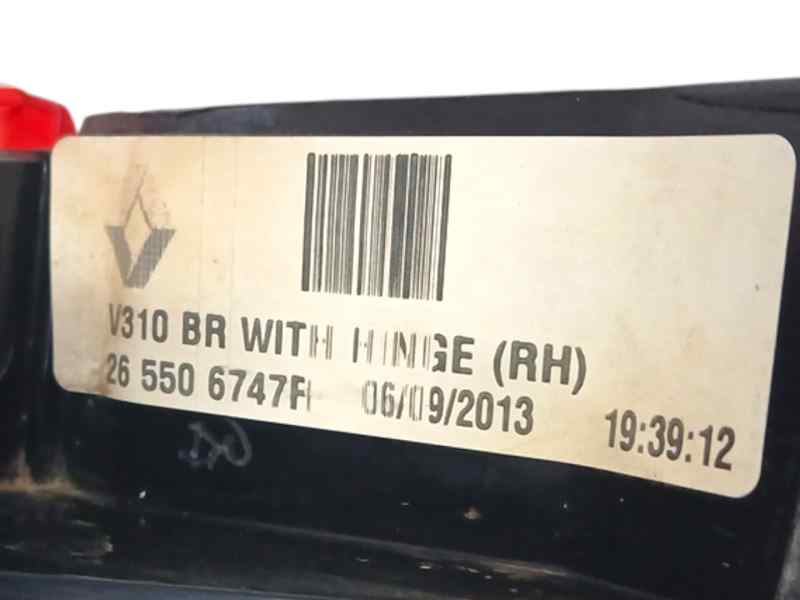 V310 BR WITH HINGE (RH)
26 550 6747R 06/09/2013 19:39:12